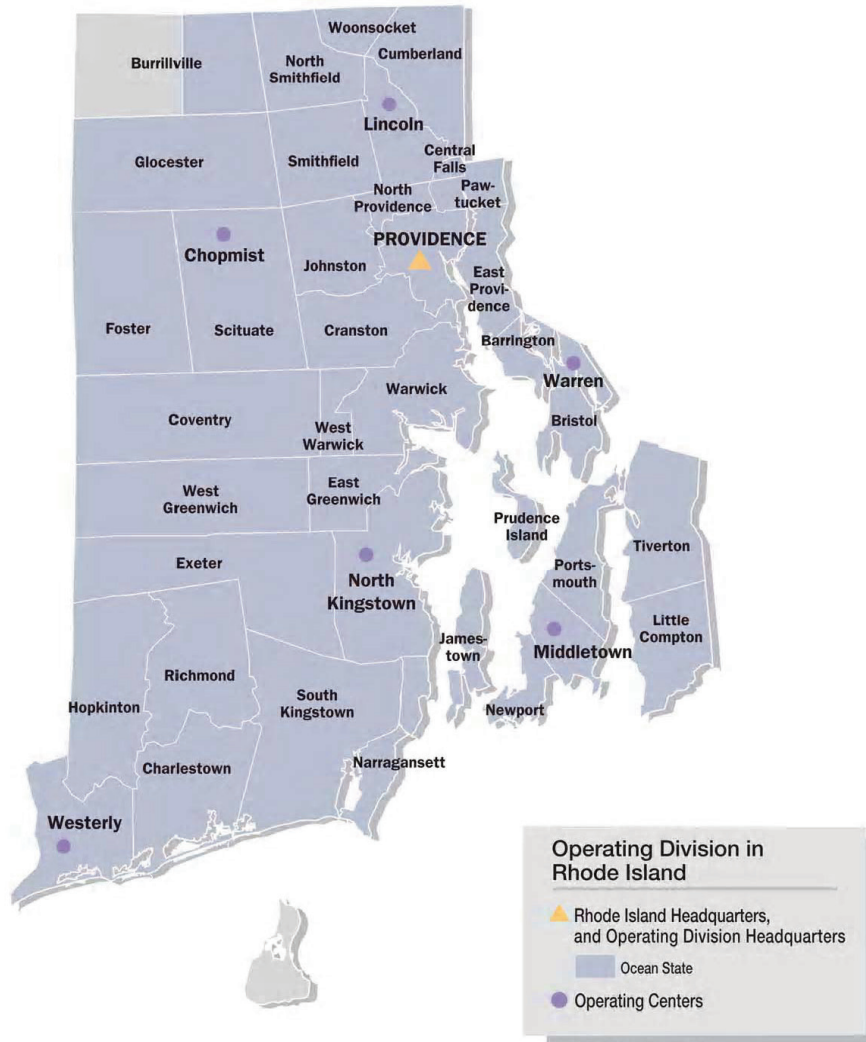 Woonsocket
Cumberland
Burrillville
North
Smithfield
Lincoln
Glocester
Smithfield
Central
Falls
North
Providence
Paw-
tucket
PROVIDENCE
Chopmist
Johnston
East
Provi-
dence
Foster
Scituate
Cranston
Barrington
Warren
Warwick
Bristol
Coventry
West
Warwick
West
Greenwich
East
Greenwich
Prudence
Island
Tiverton
Exeter
Ports-
mouth
North
Kingstown
Little
Compton
James-
town
Middletown
Richmond
Hopkinton
South
Kingstown
Newport
Narragansett
Charlestown
Westerly
Operating Division in
Rhode Island
Rhode Island Headquarters,
and Operating Division Headquarters
Ocean State
Operating Centers